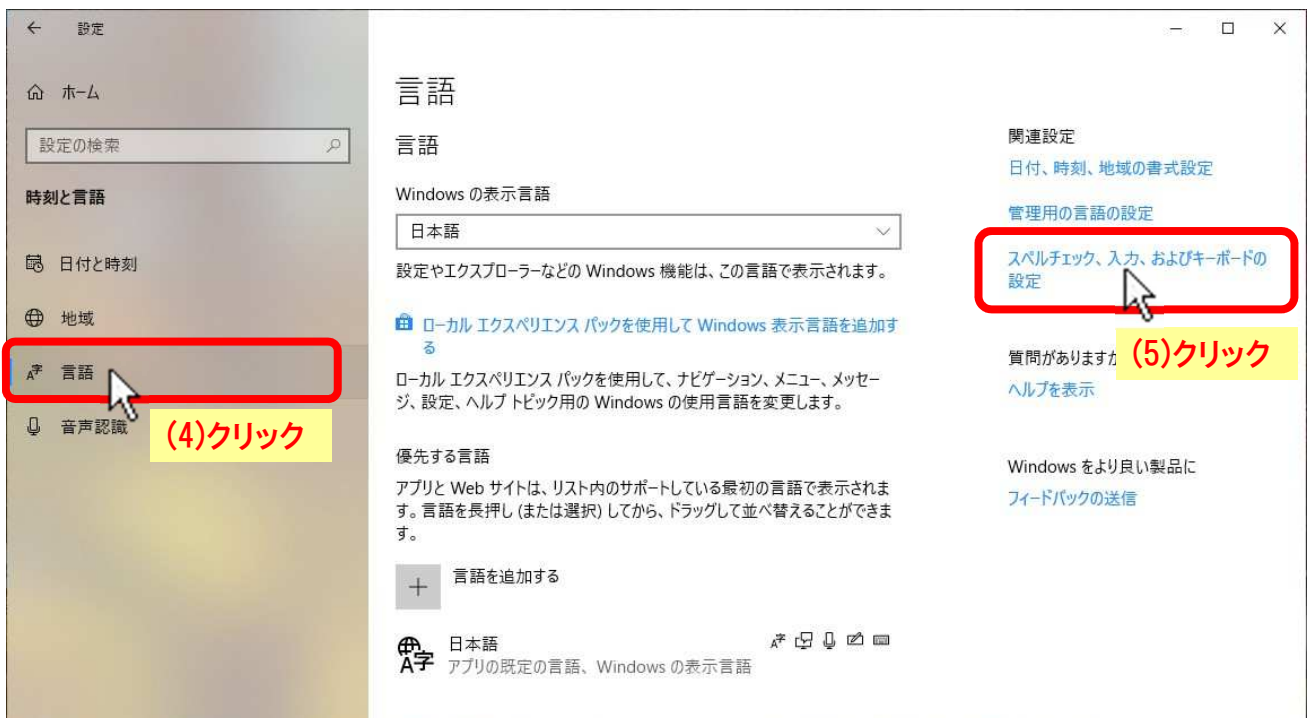 設定
ホーム
設定の検索
時刻と言語
日付と時刻
地域
言語
音声認識
(4)クリック
言語
言語
Windows の表示言語
日本語
設定やエクスプローラーなどの Windows 機能は、この言語で表示されます。
ローカル エクスペリエンス パックを使用して Windows 表示言語を追加す
る
ローカル エクスペリエンス パックを使用して、ナビゲーション、メニュー、メッセー
ジ、設定、ヘルプ トピック用の Windows の使用言語を変更します。
優先する言語
アプリと Web サイトは、リスト内のサポートしている最初の言語で表示されま
す。言語を長押し (または選択) してから、ドラッグして並べ替えることができま
す。
言語を追加する
日本語
アプリの既定の言語、Windows の表示言語
関連設定
日付、時刻、地域の書式設定
管理用の言語の設定
スペルチェック、入力、およびキーボードの
設定
(5)クリック
質問がありますか
ヘルプを表示
Windows をより良い製品に
フィードバックの送信